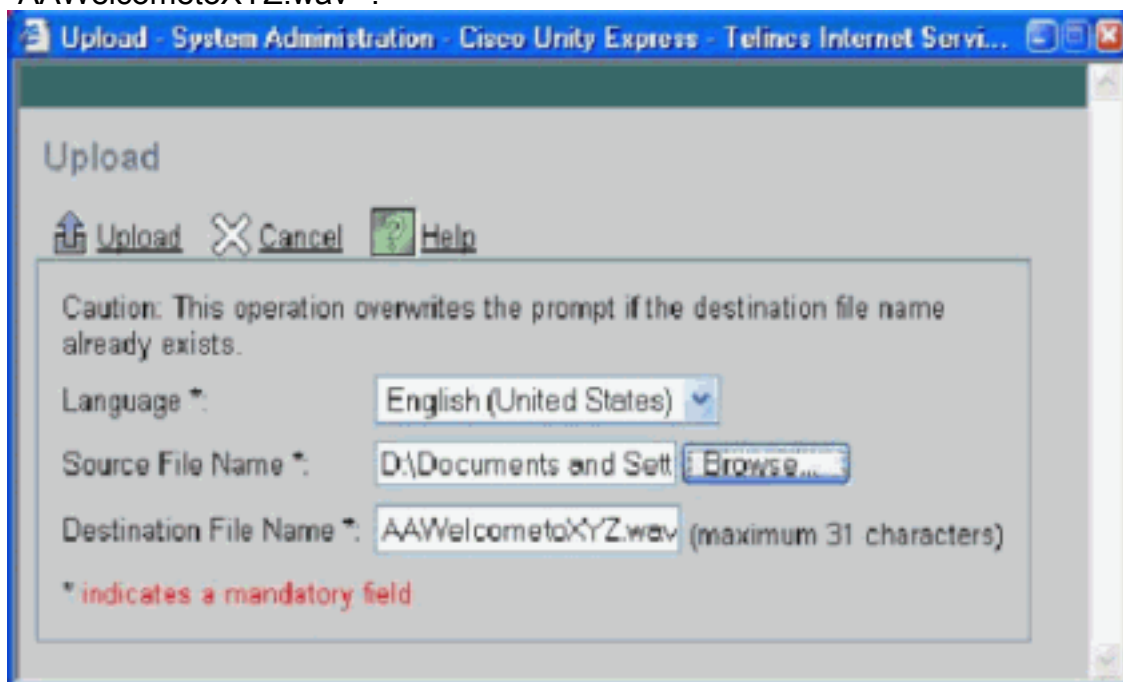 AAWelcometoXYZ.wav".
Upload - System Administration - Cisco Unity Express - Telincs Internet Servi...
Upload
Upload Cancel Help
Caution: This operation overwrites the prompt if the destination file name
already exists.
Language *: English (United States)
Source File Name *: D:\Documents and Sett Browse...
Destination File Name *: AAWelcometoXYZ.wav (maximum 31 characters)
* indicates a mandatory field